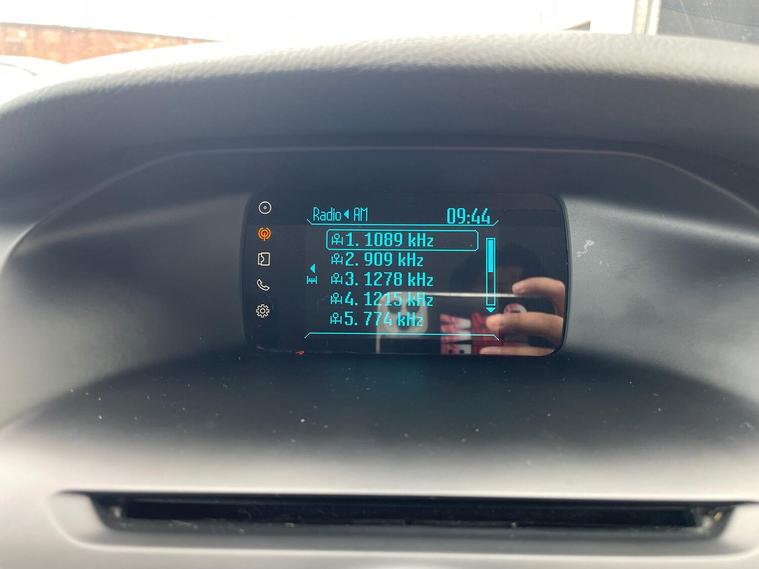 Radio AM 09:44
1. 1089 kHz
2. 909 kHz
3. 1278 kHz
4. 1215 kHz
5. 774 kHz